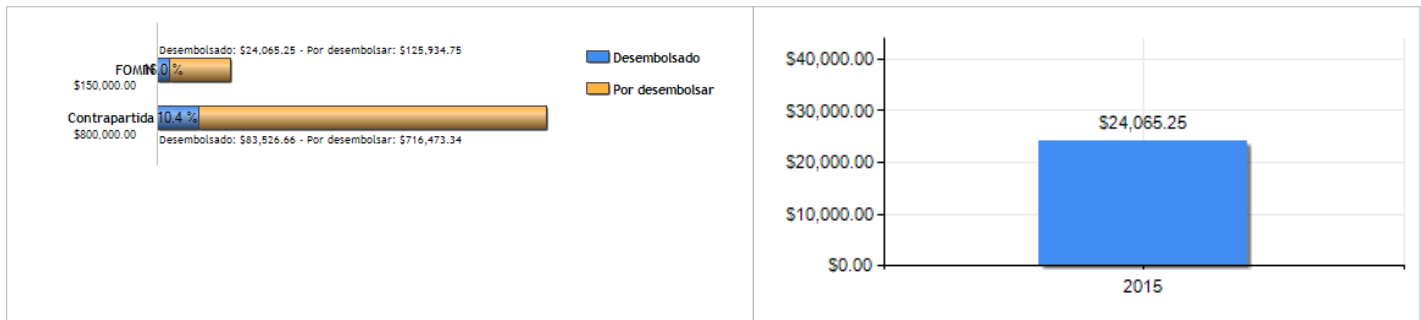 Desembolsado: $24,065.25 - Por desembolsar: $125,934.75
FOMIN 16.0 %
$150,000.00
Contrapartida 10.4 %
$800,000.00
Desembolsado: $83,526.66 - Por desembolsar: $716,473.34
Desembolsado
Por desembolsar
$40,000.00
$30,000.00
$24,065.25
$20,000.00
$10,000.00
$0.00
2015